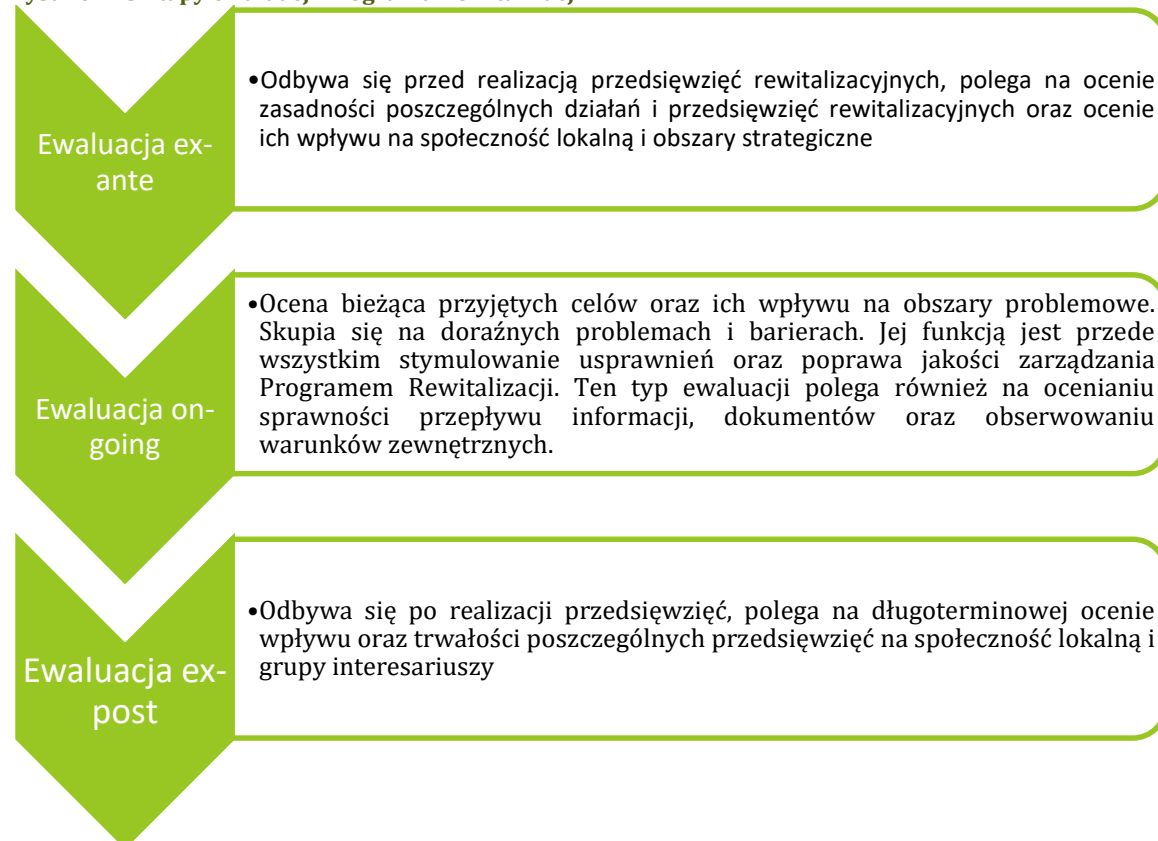 Ewaluacja ex-
ante
•Odbywa się przed realizacją przedsięwzięć rewitalizacyjnych, polega na ocenie
zasadności poszczególnych działań i przedsięwzięć rewitalizacyjnych oraz ocenie
ich wpływu na społeczność lokalną i obszary strategiczne
Ewaluacja on-
going
•Ocena bieżąca przyjętych celów oraz ich wpływu na obszary problemowe.
Skupia się na doraźnych problemach i barierach. Jej funkcją jest przede
wszystkim stymulowanie usprawnień oraz poprawa jakości zarządzania
Programem Rewitalizacji. Ten typ ewaluacji polega również na ocenianiu
sprawności przepływu informacji, dokumentów oraz obserwowaniu
warunków zewnętrznych.
Ewaluacja ex-
post
•Odbywa się po realizacji przedsięwzięć, polega na długoterminowej ocenie
wpływu oraz trwałości poszczególnych przedsięwzięć na społeczność lokalną i
grupy interesariuszy